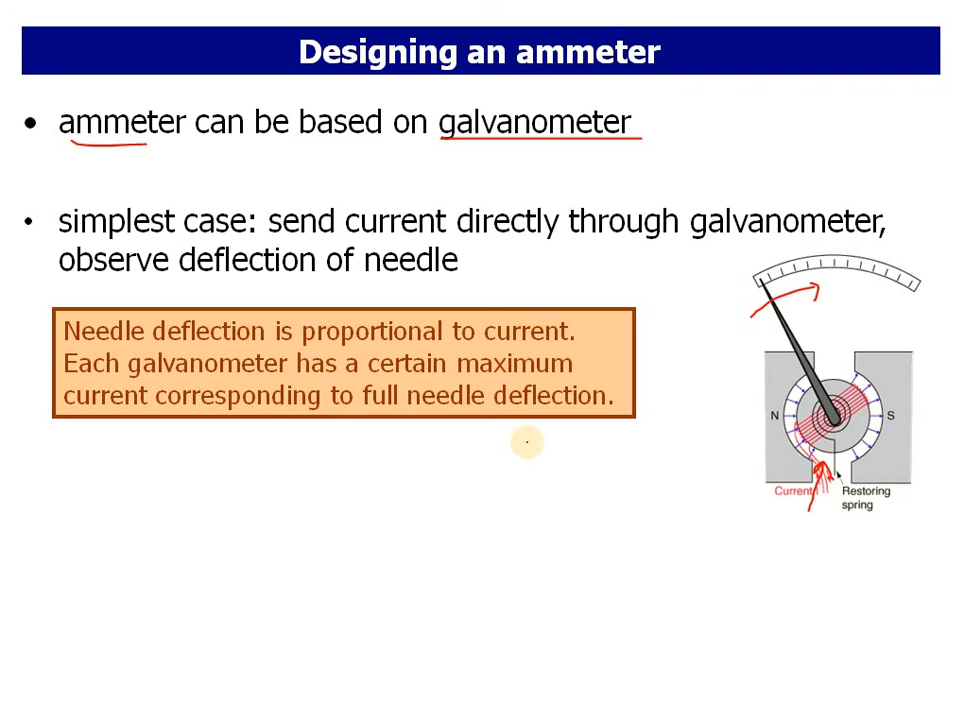 Designing an ammeter
• ammeter can be based on galvanometer
• simplest case: send current directly through galvanometer,
observe deflection of needle
Needle deflection is proportional to current.
Each galvanometer has a certain maximum
current corresponding to full needle deflection.
N
S
Current
Restoring
spring